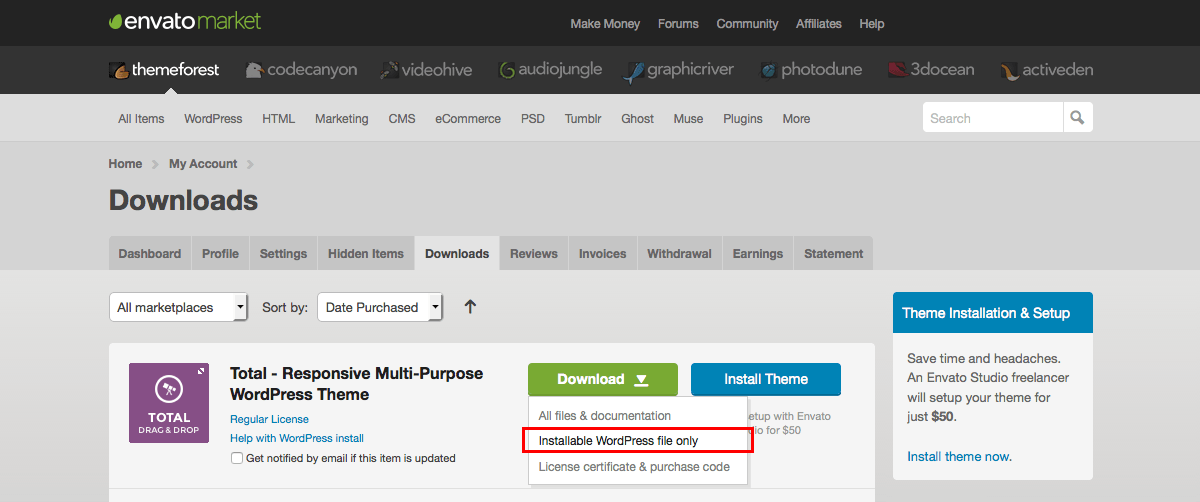 envatomarket
Make Money Forums Community Affiliates Help
themeforest codecanyon videohive audiojungle graphicriver photodune 3docean activeden
All Items WordPress HTML Marketing CMS eCommerce PSD Tumblr Ghost Muse Plugins More Search
Home My Account
Downloads
Dashboard Profile Settings Hidden Items Downloads Reviews Invoices Withdrawal Earnings Statement
All marketplaces Sort by: Date Purchased
TOTAL
DRAG & DROP
Total - Responsive Multi-Purpose
WordPress Theme
Regular License
Help with WordPress install
Get notified by email if this item is updated
Download Install Theme
All files & documentation
Installable WordPress file only
License certificate & purchase code
etup with Envato
dio for $50
Theme Installation & Setup
Save time and headaches.
An Envato Studio freelancer
will setup your theme for
just $50.
Install theme now.